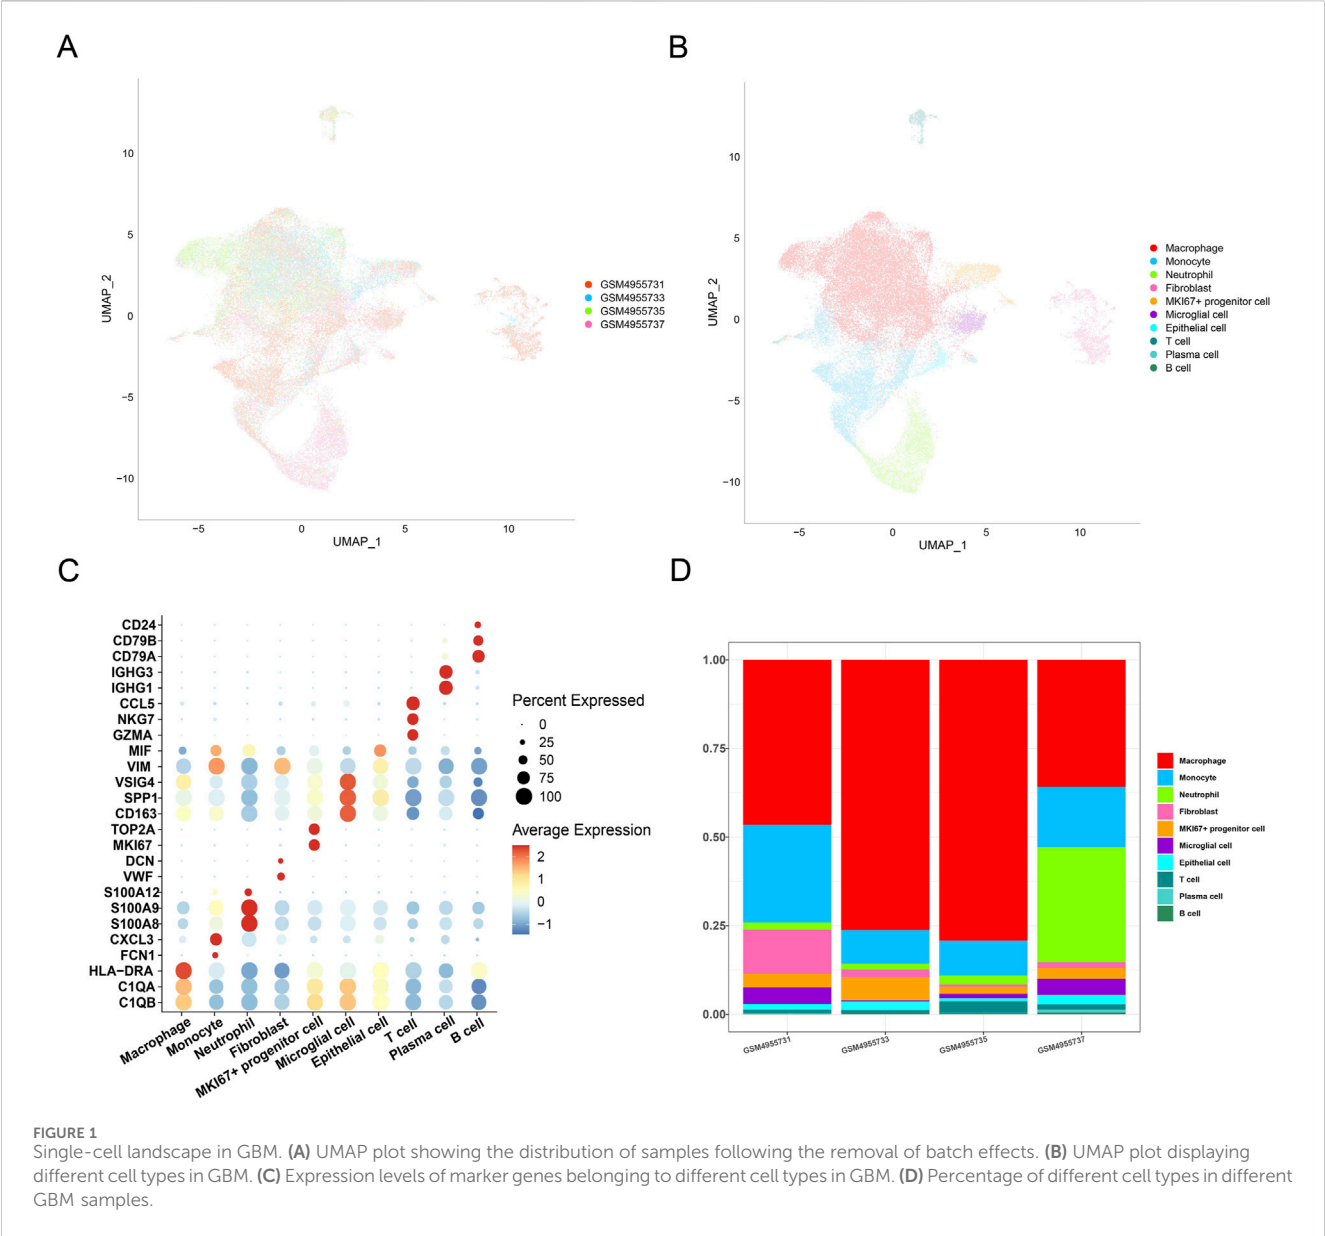 A
B
10
5
0
−5
−10
UMAP_2
−5
0
5
10
UMAP_1
GSM4955731
GSM4955733
GSM4955735
GSM4955737
10
5
0
−5
−10
UMAP_2
−5
0
5
10
UMAP_1
Macrophage
Monocyte
Neutrophil
Fibroblast
MKI67+ progenitor cell
Microglial cell
Epithelial cell
T cell
Plasma cell
B cell
C
D
CD24
CD79B
CD79A
IGHG3
IGHG1
CCL5
NKG7
GZMA
MIF
VIM
VSIG4
SPP1
CD163
TOP2A
MKI67
DCN
VWF
S100A12
S100A9
S100A8
CXCL3
FCN1
HLA−DRA
C1QA
C1QB
Macrophage
Monocyte
Neutrophil
Fibroblast
MKI67+ progenitor cell
Microglial cell
Epithelial cell
T cell
Plasma cell
B cell
Percent Expressed
0
25
50
75
100
Average Expression
2
1
0
−1
1.00
0.75
0.50
0.25
0.00
GSM4955731
GSM4955733
GSM4955735
GSM4955737
Macrophage
Monocyte
Neutrophil
Fibroblast
MKI67+ progenitor cell
Microglial cell
Epithelial cell
T cell
Plasma cell
B cell
FIGURE 1
Single-cell landscape in GBM. (A) UMAP plot showing the distribution of samples following the removal of batch effects. (B) UMAP plot displaying
different cell types in GBM. (C) Expression levels of marker genes belonging to different cell types in GBM. (D) Percentage of different cell types in different
GBM samples.